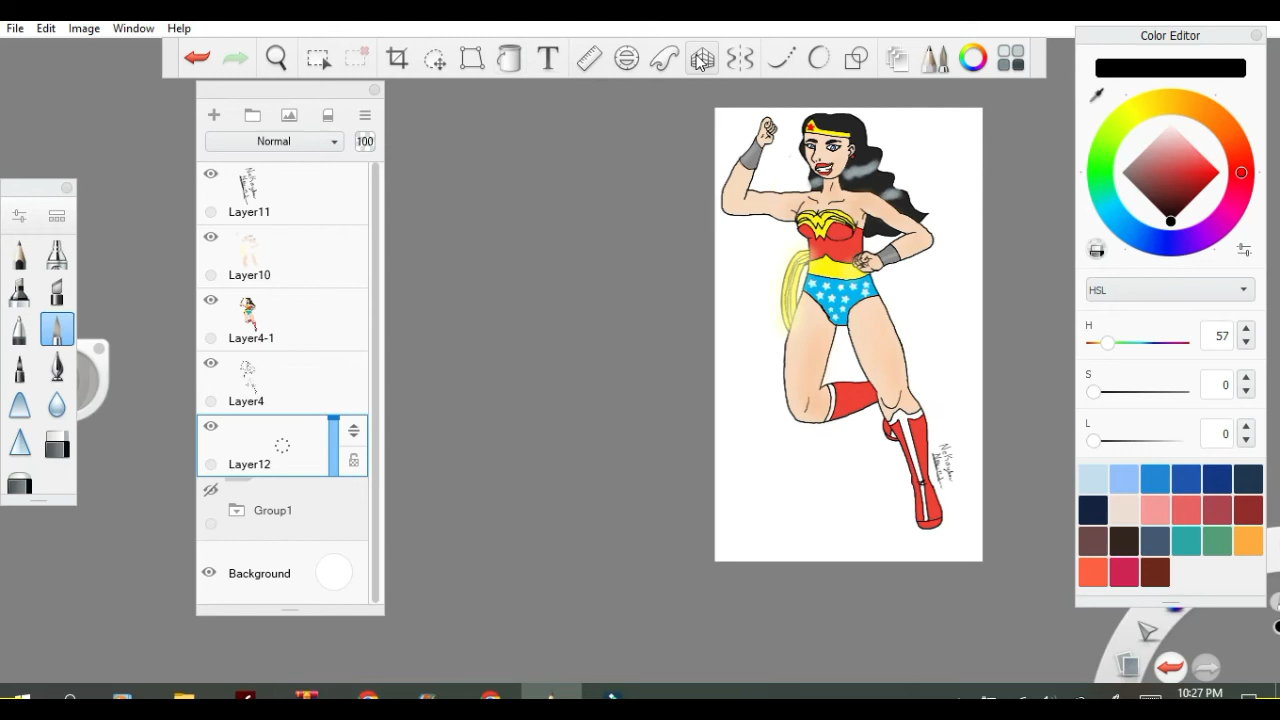 File Edit Image Window Help
Color Editor
T
Normal 100
Layer11
Layer10
Layer4-1
Layer4
Layer12
Group1
Background
HSL
H 57
S 0
L 0
10:27 PM